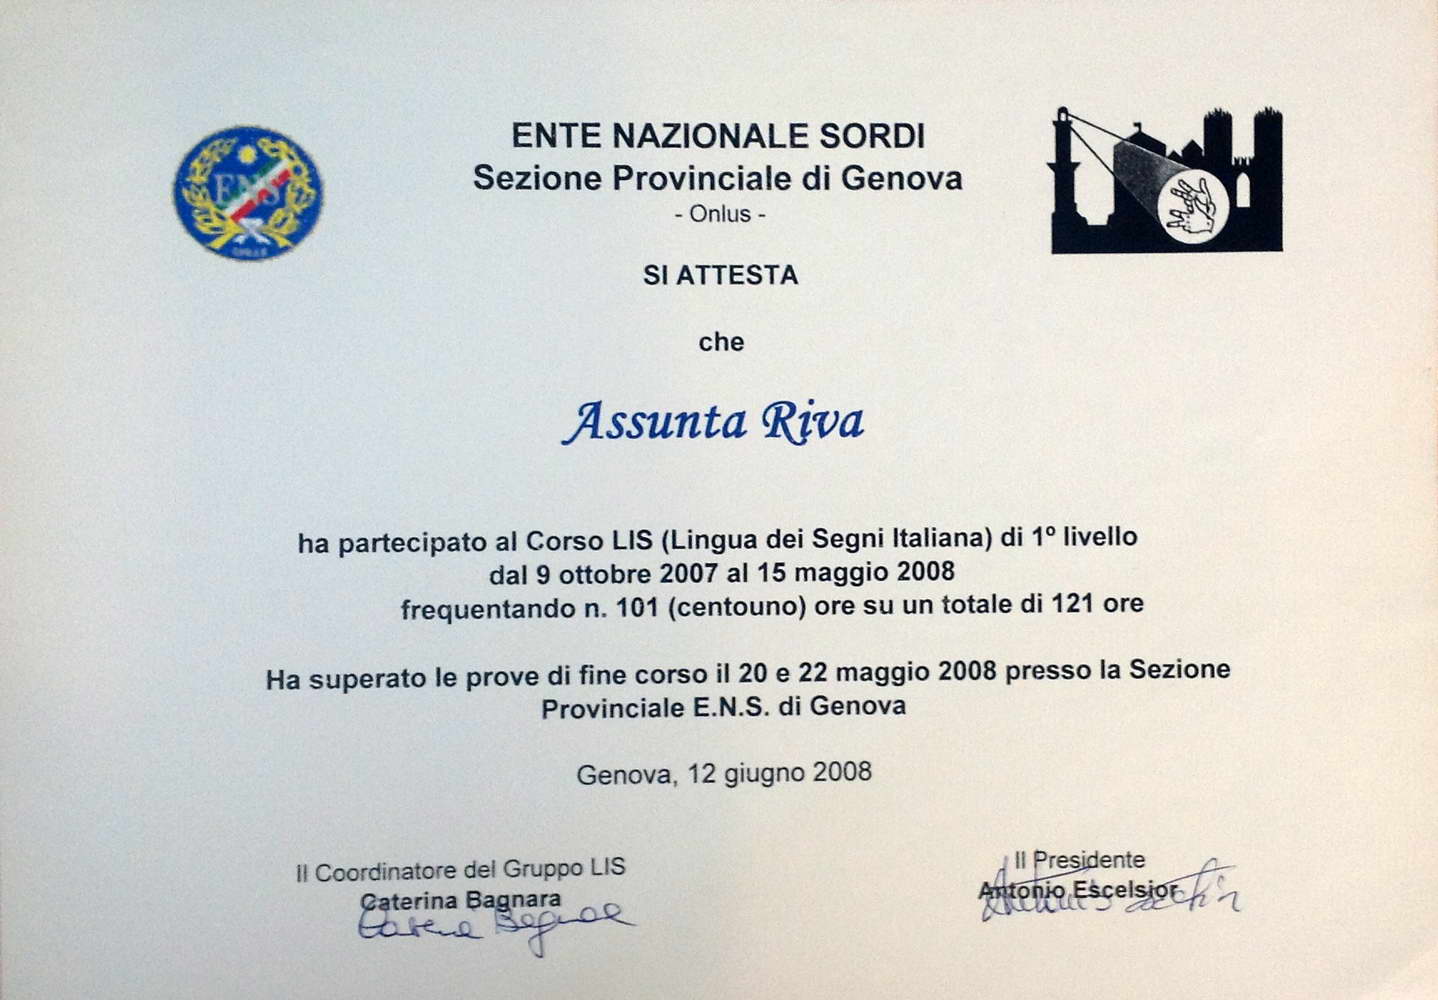 ENTE NAZIONALE SORDI
Sezione Provinciale di Genova
- Onlus -
ENS
SI ATTESTA
che
Assunta Riva
ha partecipato al Corso LIS (Lingua dei Segni Italiana) di 1º livello
dal 9 ottobre 2007 al 15 maggio 2008
frequentando n. 101 (centouno) ore su un totale di 121 ore
Ha superato le prove di fine corso il 20 e 22 maggio 2008 presso la Sezione
Provinciale E.N.S. di Genova
Genova, 12 giugno 2008
Il Coordinatore del Gruppo LIS
Caterina Bagnara
Il Presidente
Antonio Escelsior